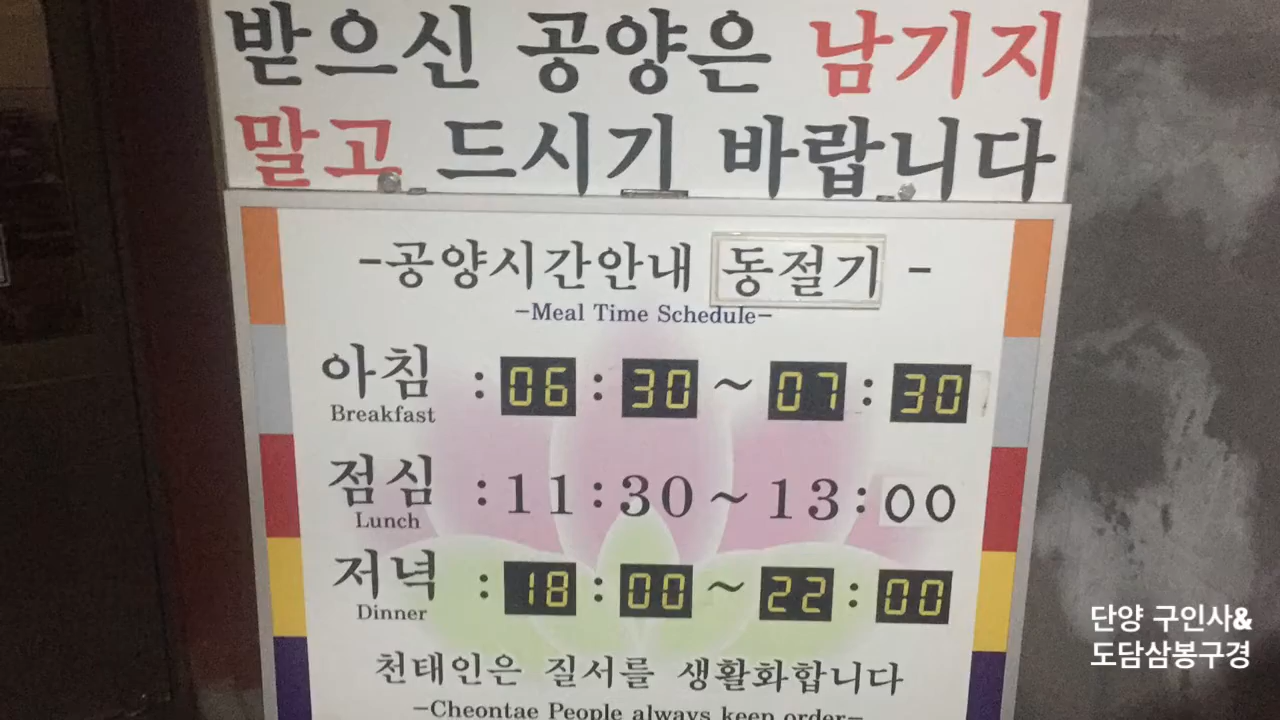 받으신 공양은 남기지
말고 드시기 바랍니다
-공양시간안내 동절기 -
-Meal Time Schedule-
아침 : 06 : 30 ~ 07 : 30
Breakfast
점심 : 11 : 30 ~ 13 : 00
Lunch
저녁 : 18 : 00 ~ 22 : 00
Dinner
천태인은 질서를 생활화합니다
-Cheontae People always keep order-
단양 구인사&
도담삼봉구경